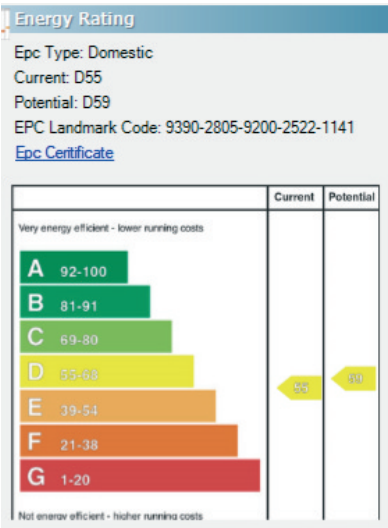 Energy Rating
Epc Type: Domestic
Current: D55
Potential: D59
EPC Landmark Code: 9390-2805-9200-2522-1141
Epc Ceritificate
Current Potential
Very energy efficient - lower running costs
A 92-100
B 81-91
C 69-80
D 55-68
55
59
E 39-54
F 21-38
G 1-20
Not energy efficient - higher running costs